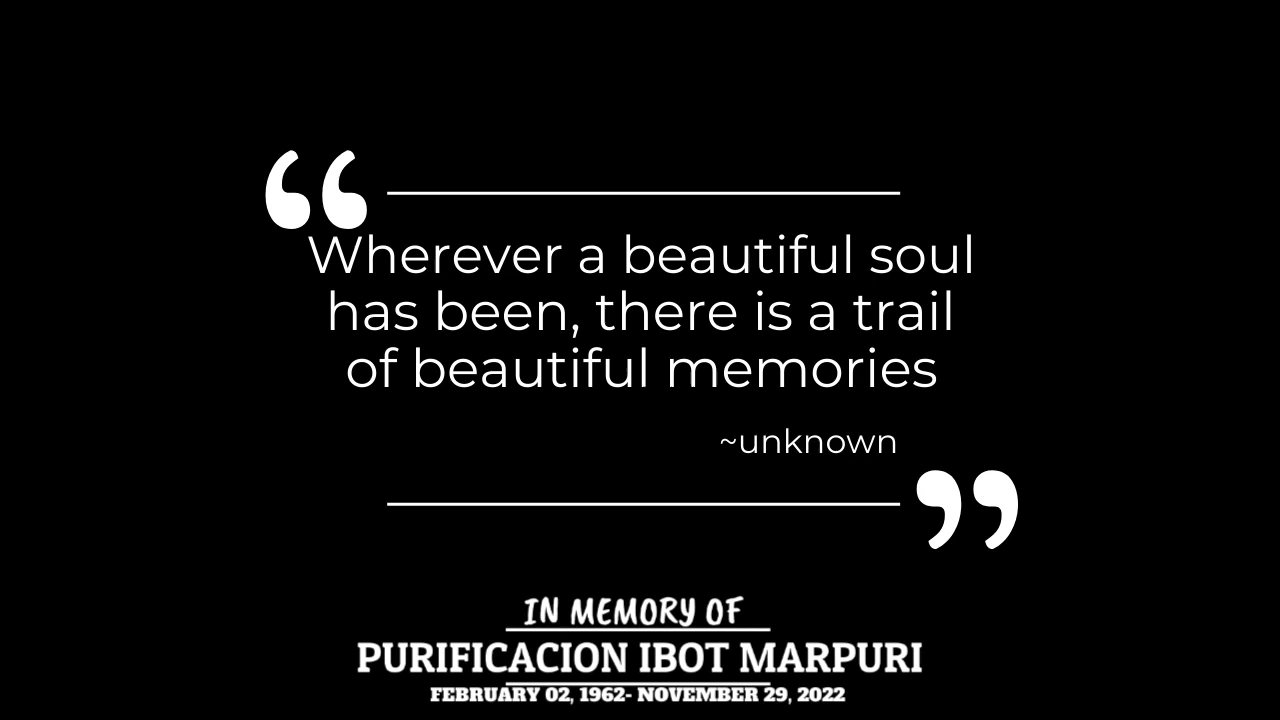 “
Wherever a beautiful soul
has been, there is a trail
of beautiful memories
~unknown
”
IN MEMORY OF
PURIFICACION IBOT MARPURI
FEBRUARY 02, 1962- NOVEMBER 29, 2022